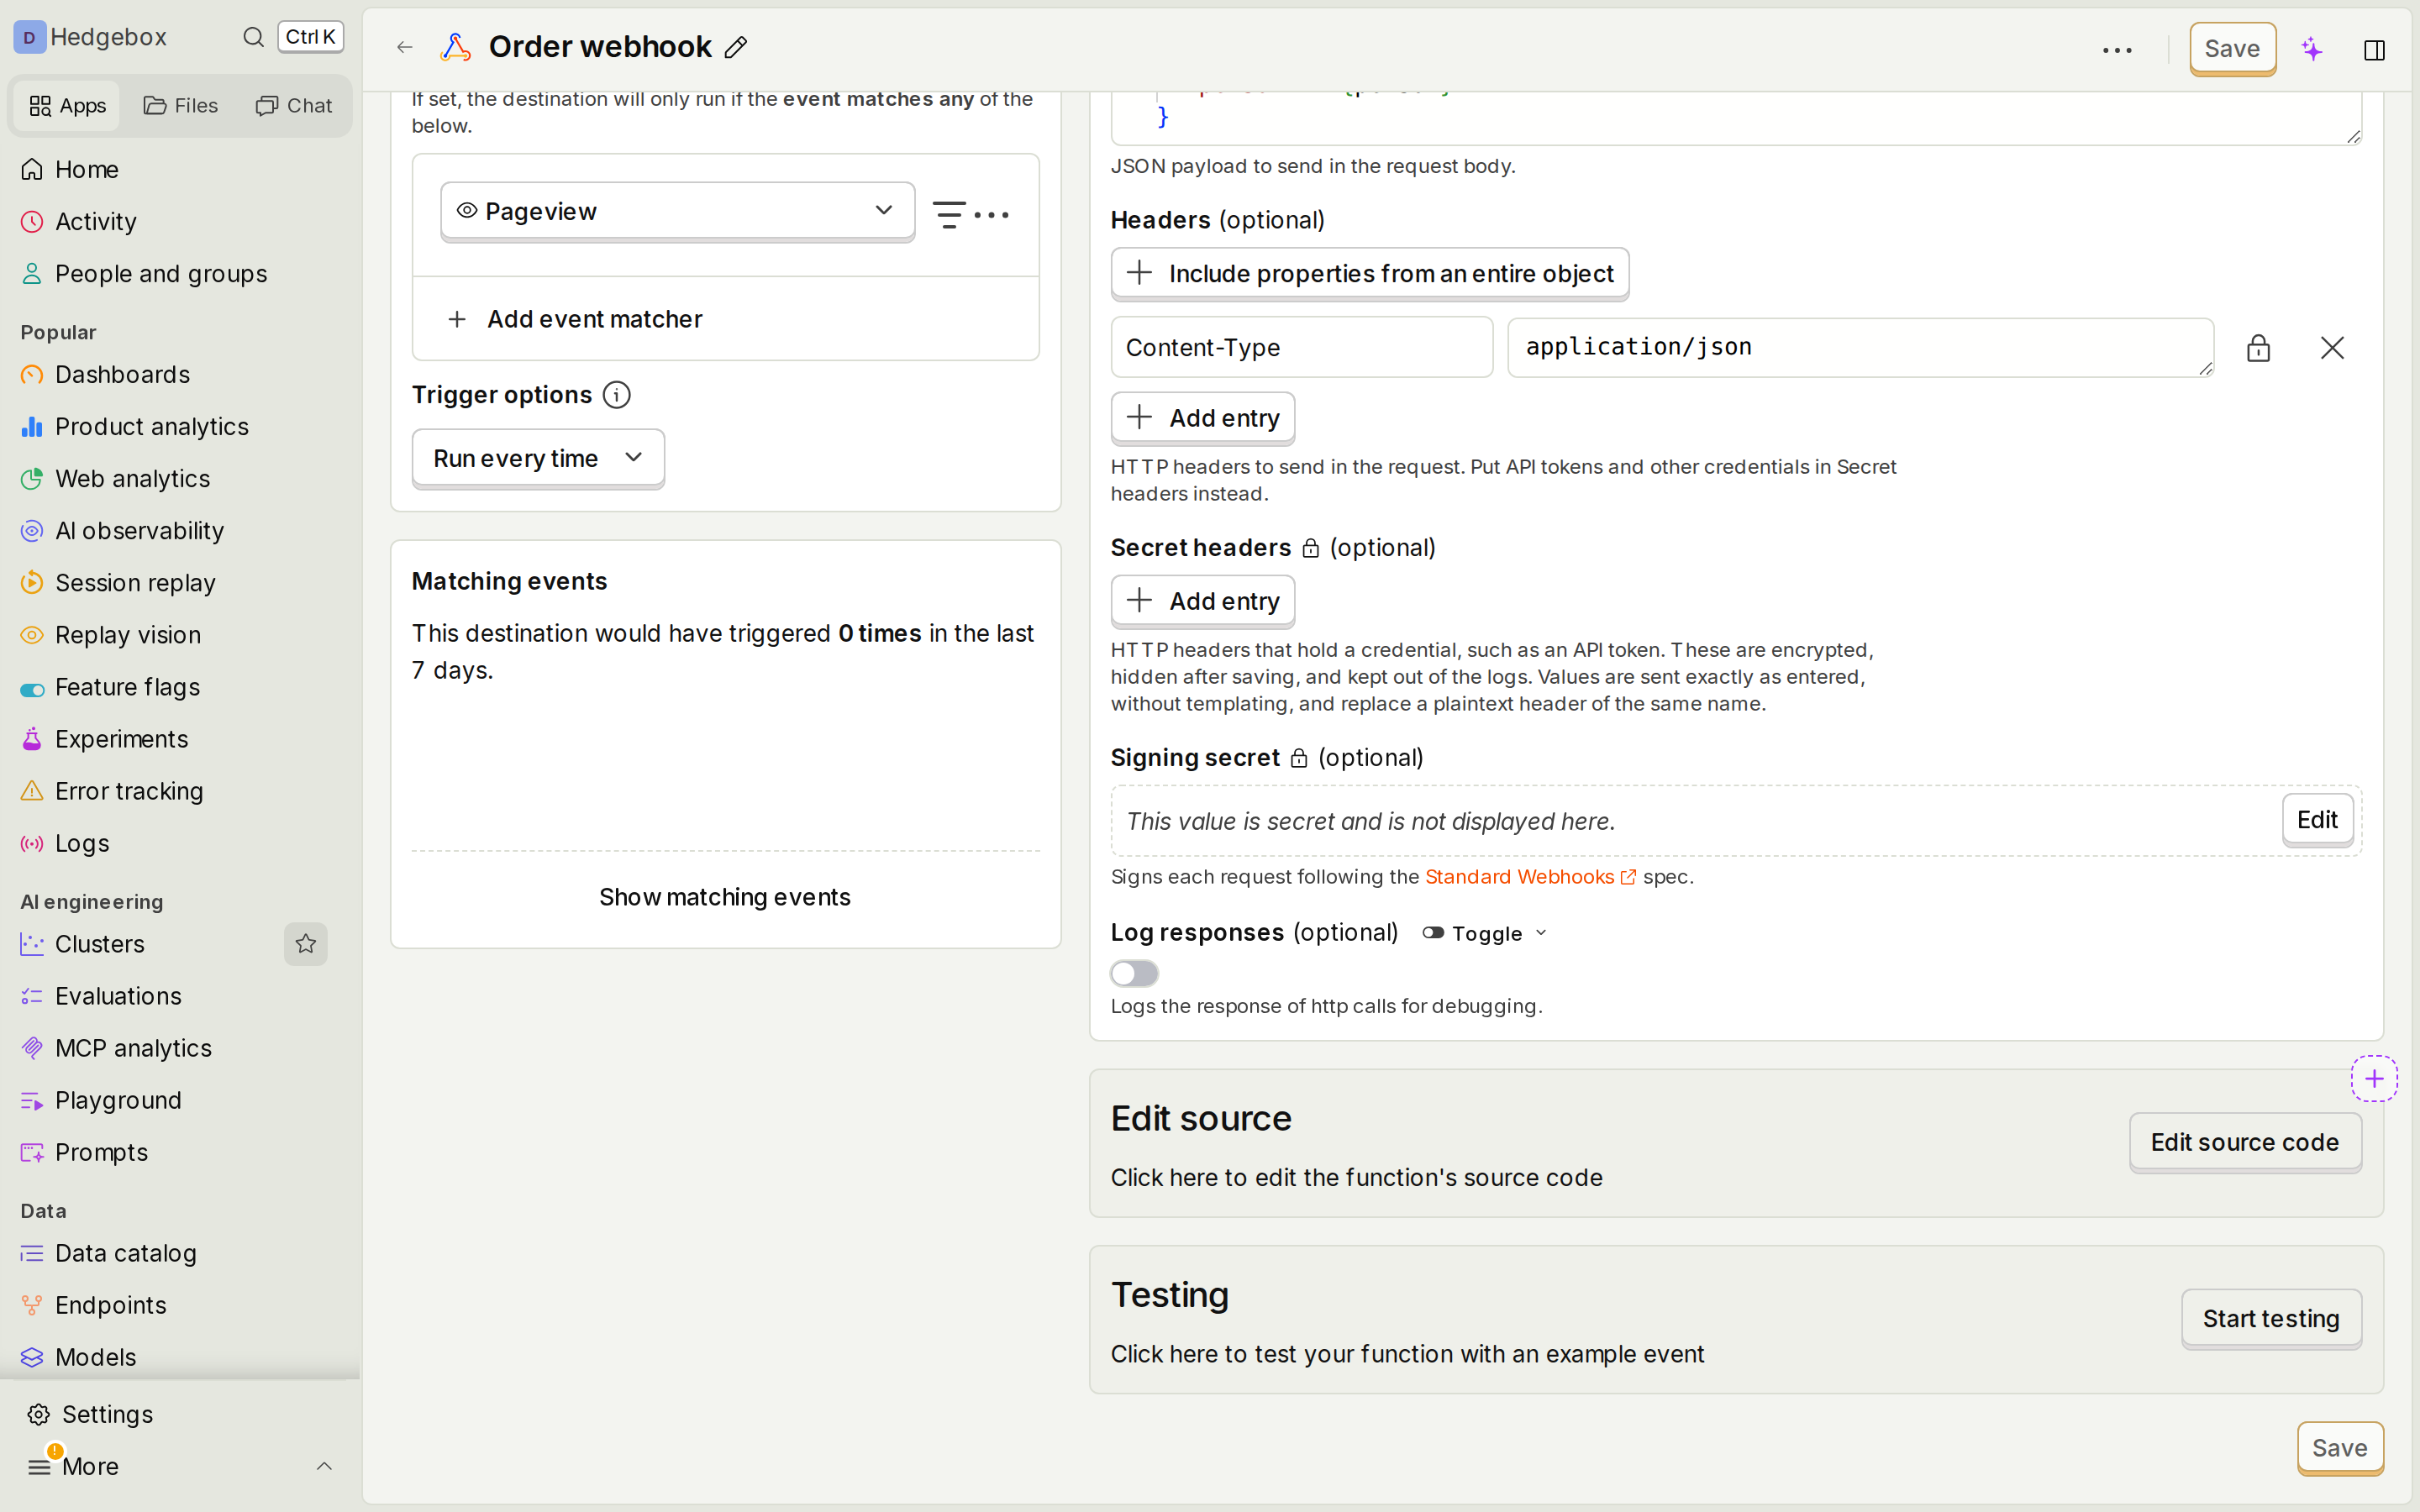 D Hedgebox Ctrl K
Apps Files Chat
Home
Activity
People and groups
Popular
Dashboards
Product analytics
Web analytics
AI observability
Session replay
Replay vision
Feature flags
Experiments
Error tracking
Logs
AI engineering
Clusters
Evaluations
MCP analytics
Playground
Prompts
Data
Data catalog
Endpoints
Models
Settings
More
Order webhook
Save
If set, the destination will only run if the event matches any of the
below.
Pageview
Add event matcher
Trigger options
Run every time
Matching events
This destination would have triggered 0 times in the last
7 days.
Show matching events
}
JSON payload to send in the request body.
Headers (optional)
Include properties from an entire object
Content-Type application/json
Add entry
HTTP headers to send in the request. Put API tokens and other credentials in Secret
headers instead.
Secret headers (optional)
Add entry
HTTP headers that hold a credential, such as an API token. These are encrypted,
hidden after saving, and kept out of the logs. Values are sent exactly as entered,
without templating, and replace a plaintext header of the same name.
Signing secret (optional)
This value is secret and is not displayed here. Edit
Signs each request following the Standard Webhooks spec.
Log responses (optional) Toggle
Logs the response of http calls for debugging.
Edit source
Click here to edit the function's source code
Edit source code
Testing
Click here to test your function with an example event
Start testing
Save